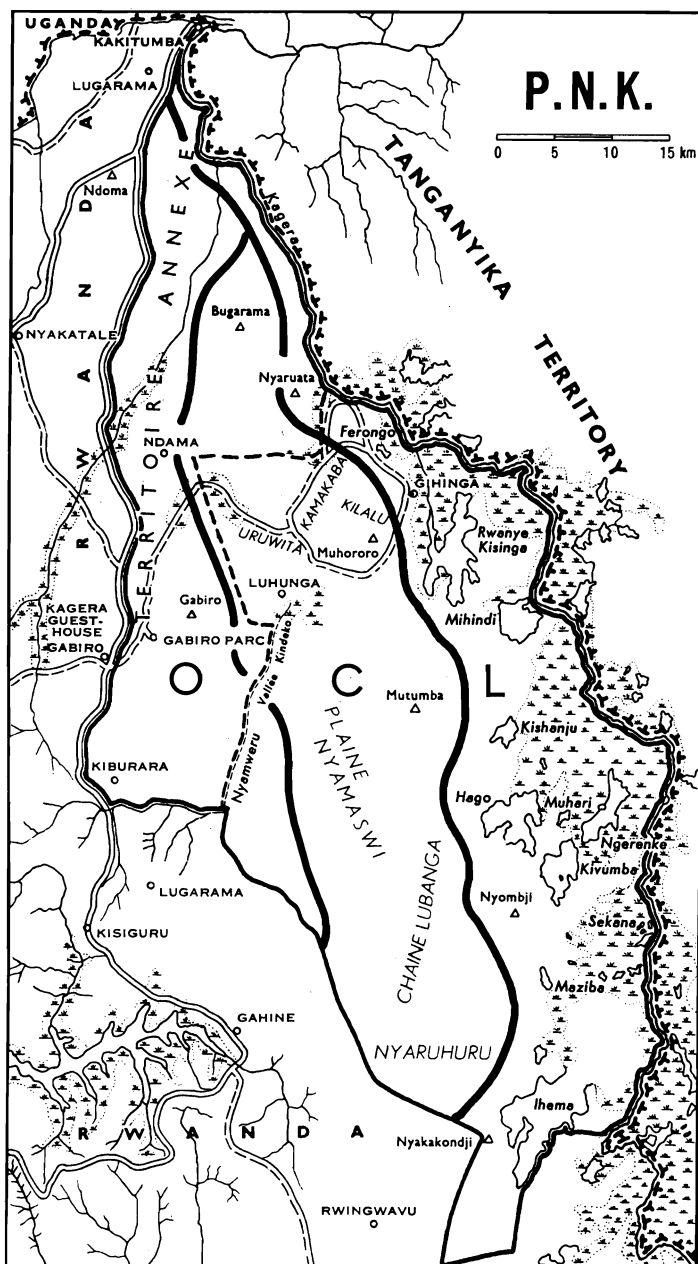 UGANDA
KAKITUMBA
LUGARAMA
P.N.K.
0 5 10 15 km
TANGANYIKA TERRITORY
Ndoma
RWANDA
TERRITOIRE ANNEXE
Kagera
NYAKATALE
Bugarama
Nyaruata
Ferongo
NDAMA
KAMAKABA
GIHINGA
KILALU
URUWITA
Muhororo
Rwanye
Kisinga
LUHUNGA
Mihindi
Gabiro
KAGERA
GUEST-
HOUSE
GABIRO
GABIRO PARC
Vallée Kindeko
O C L
Mutumba
PLAINE
NYAMASWI
Nyamweru
Kishanju
KIBURARA
Hago
Muhari
Ngerenke
Kivumba
LUGARAMA
Nyombji
CHAINE LUBANGA
KISIGURU
Sekana
Maziba
GAHINE
NYARUHURU
Ihema
RWANDA
Nyakakondji
RWINGWAVU